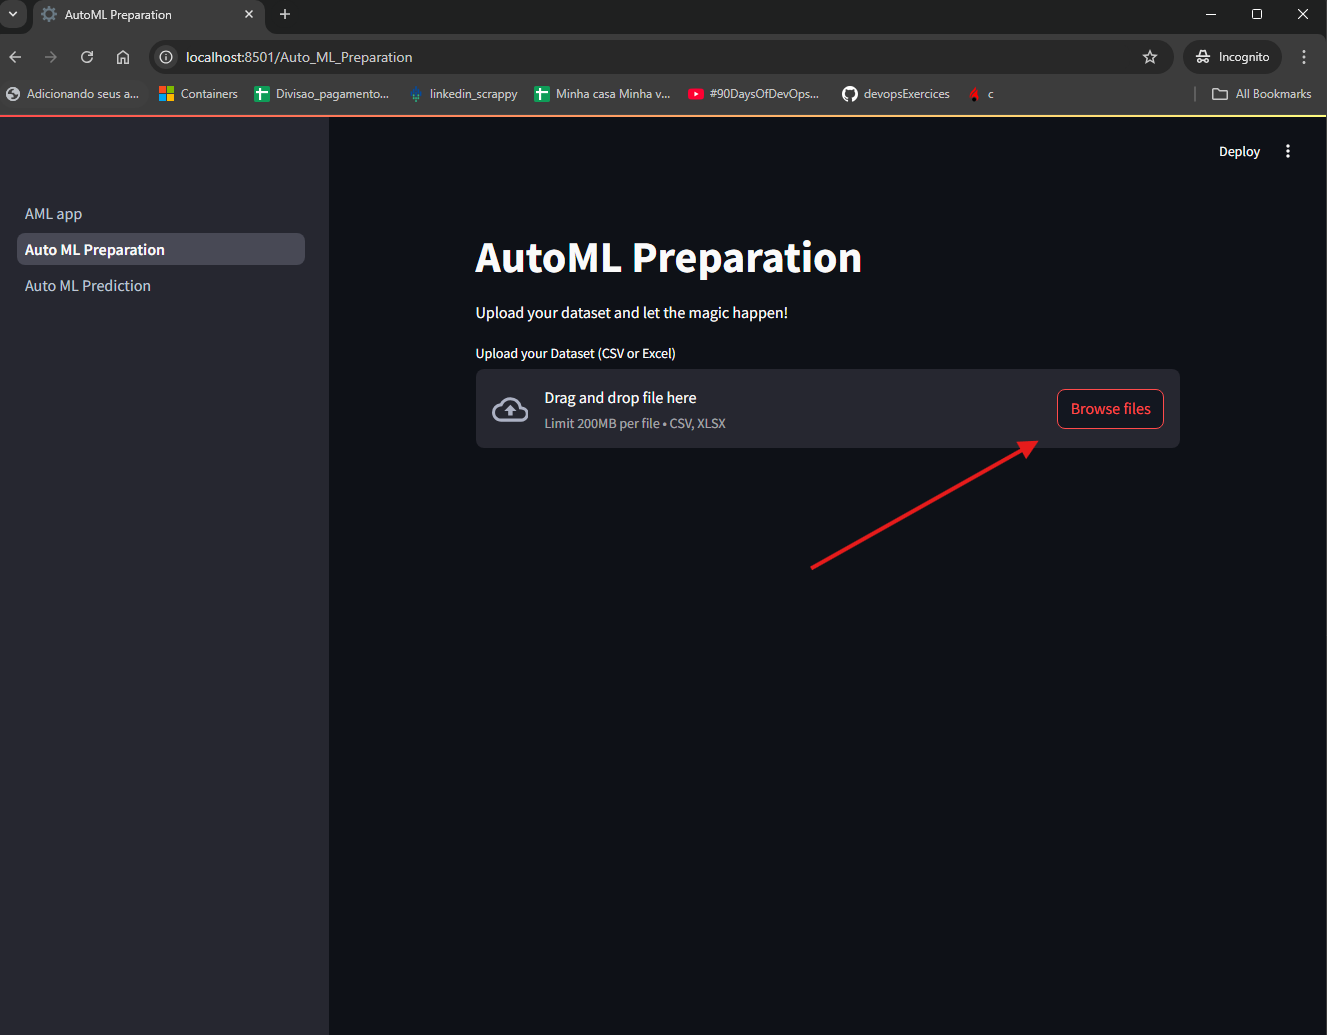 AutoML Preparation
localhost:8501/Auto_ML_Preparation
Incognito
Adicionando seus a...
Containers
Divisao_pagamento...
linkedin_scrappy
Minha casa Minha v...
#90DaysOfDevOps...
devopsExercices
c
All Bookmarks
Deploy
AML app
Auto ML Preparation
Auto ML Prediction
AutoML Preparation
Upload your dataset and let the magic happen!
Upload your Dataset (CSV or Excel)
Drag and drop file here
Limit 200MB per file • CSV, XLSX
Browse files